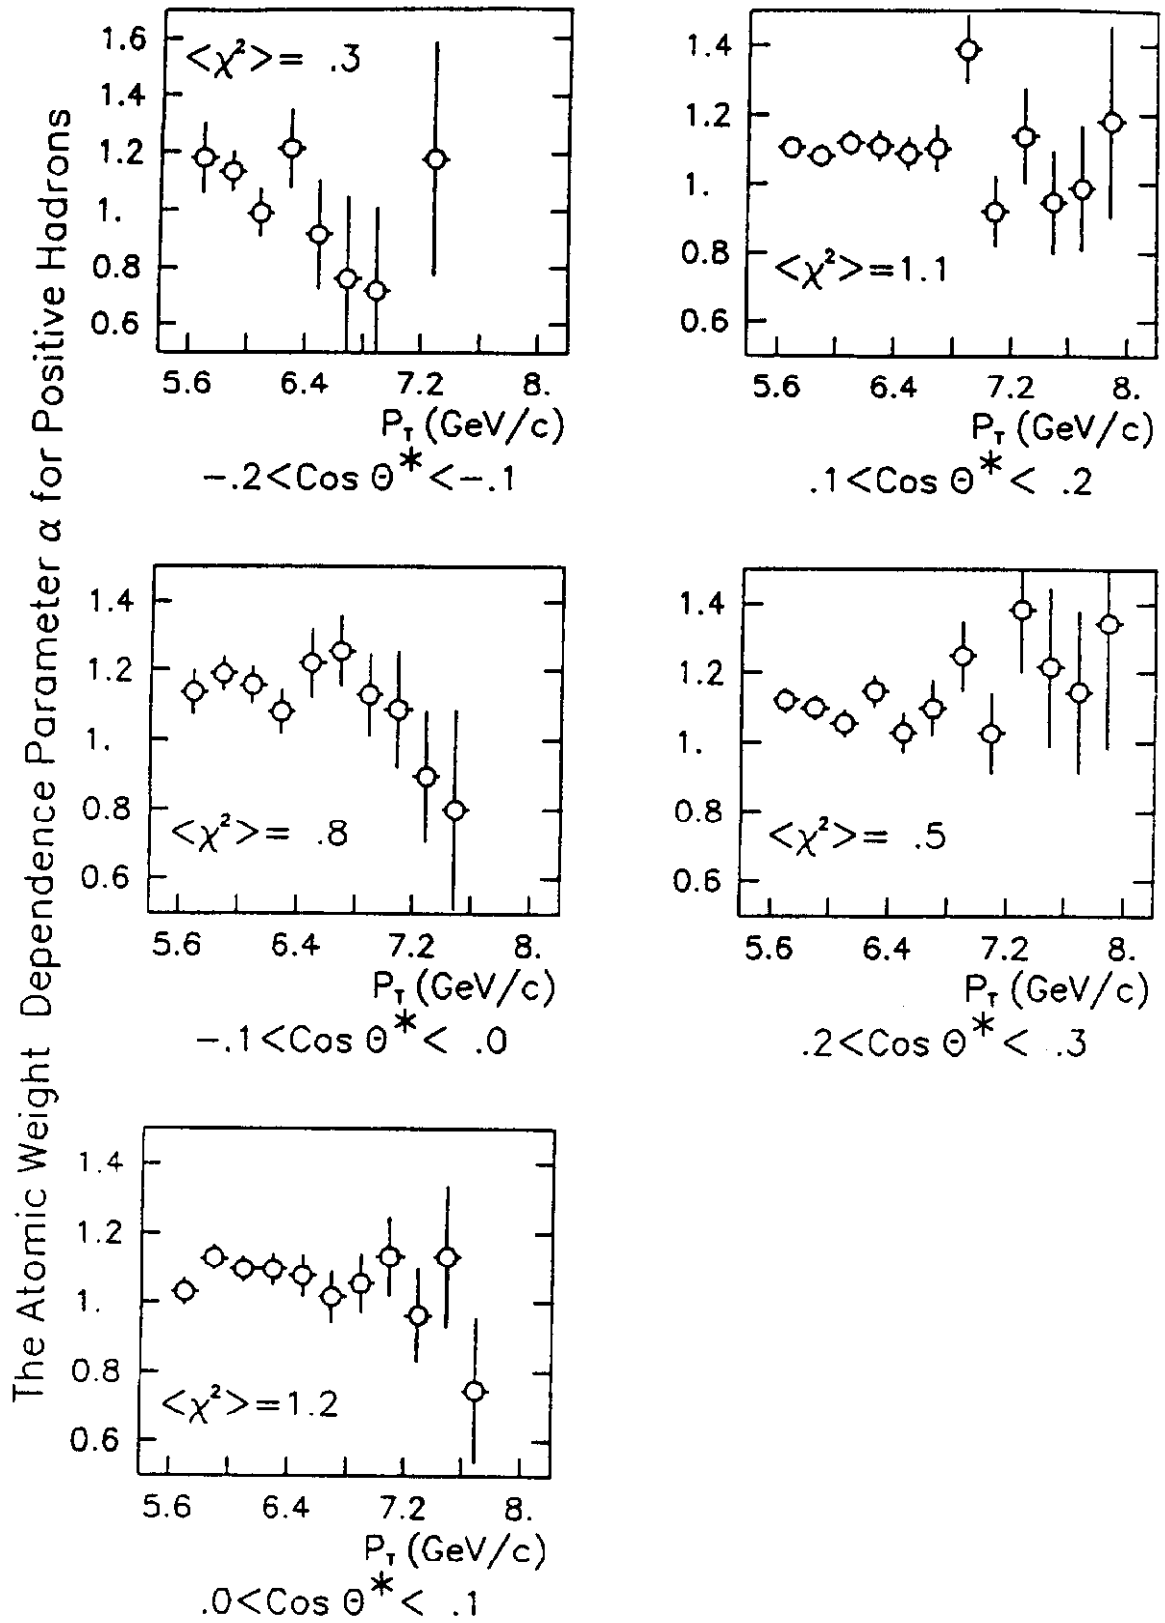 The Atomic Weight Dependence Parameter α for Positive Hadrons
1.6
1.4
1.2
1.
0.8
0.6
<χ²>= .3
5.6 6.4 7.2 8.
P_T (GeV/c)
-.2<Cos Θ*<-.1
1.4
1.2
1.
0.8
0.6
<χ²>=1.1
5.6 6.4 7.2 8.
P_T (GeV/c)
.1<Cos Θ*< .2
1.4
1.2
1.
0.8
0.6
<χ²>= .8
5.6 6.4 7.2 8.
P_T (GeV/c)
-.1<Cos Θ*< .0
1.4
1.2
1.
0.8
0.6
<χ²>= .5
5.6 6.4 7.2 8.
P_T (GeV/c)
.2<Cos Θ*< .3
1.4
1.2
1.
0.8
0.6
<χ²>=1.2
5.6 6.4 7.2 8.
P_T (GeV/c)
.0<Cos Θ*< .1